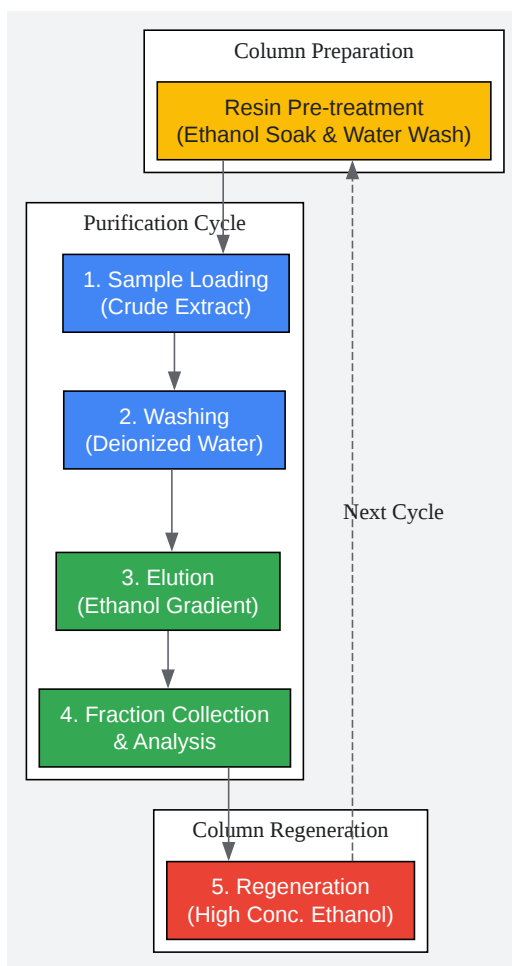 Column Preparation
Resin Pre-treatment
(Ethanol Soak & Water Wash)
Purification Cycle
1. Sample Loading
(Crude Extract)
2. Washing
(Deionized Water)
Next Cycle
3. Elution
(Ethanol Gradient)
4. Fraction Collection
& Analysis
Column Regeneration
5. Regeneration
(High Conc. Ethanol)